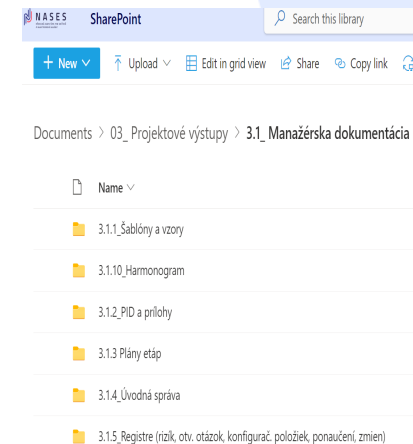 NASES
SharePoint
Search this library
New
Upload
Edit in grid view
Share
Copy link
Documents > 03_ Projektové výstupy > 3.1_ Manažérska dokumentácia
Name
3.1.1_Šablóny a vzory
3.1.10_Harmonogram
3.1.2_PID a prílohy
3.1.3 Plány etáp
3.1.4_Úvodná správa
3.1.5_Registre (rizík, otv. otázok, konfigurač. položiek, ponaučení, zmien)